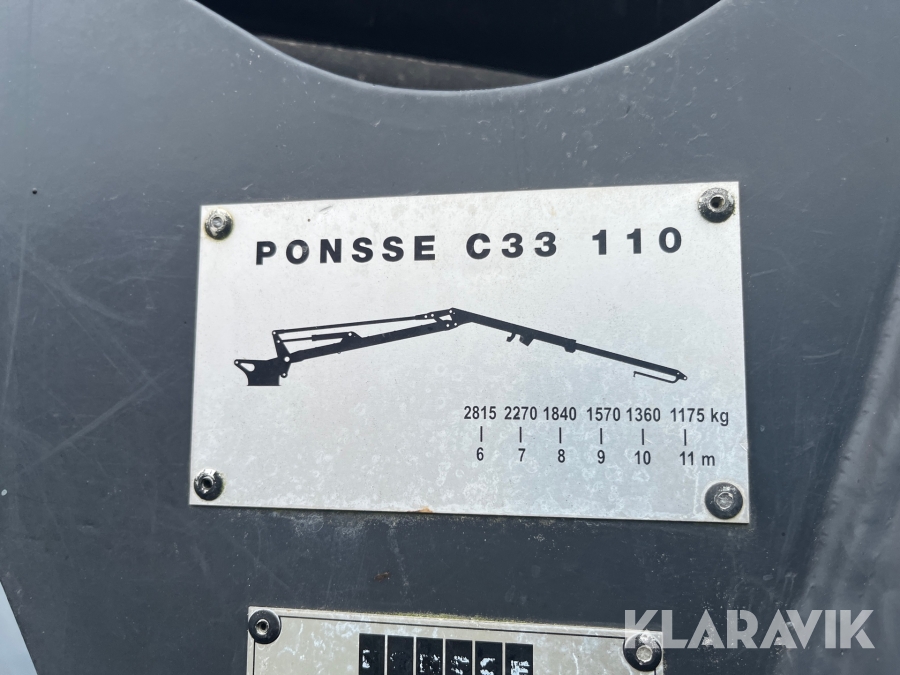 PONSSE C33 110
2815 2270 1840 1570 1360 1175 kg
6 7 8 9 10 11 m
KLARAVIK